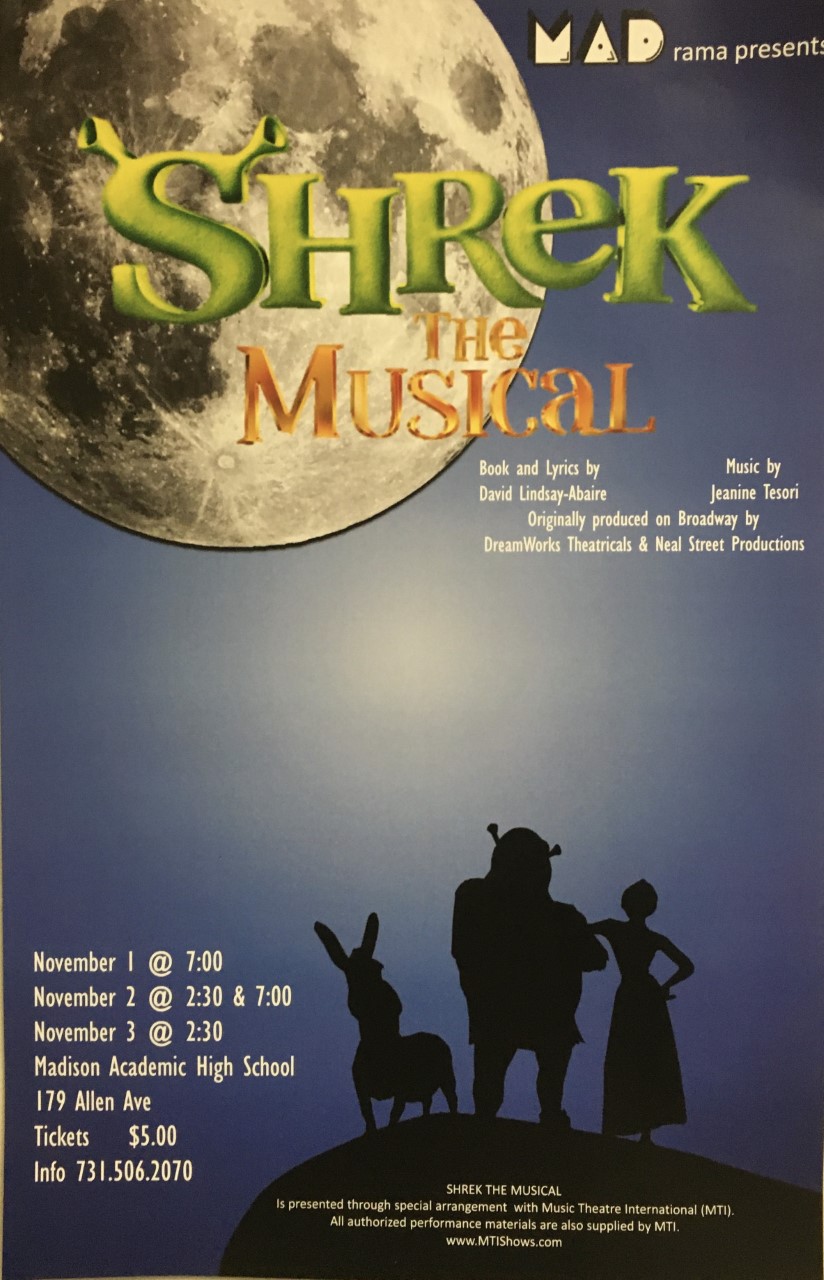 MAD rama presents
SHREK
THE
MUSICAL
Book and Lyrics by Music by
David Lindsay-Abaire Jeanine Tesori
Originally produced on Broadway by
DreamWorks Theatricals & Neal Street Productions
November 1 @ 7:00
November 2 @ 2:30 & 7:00
November 3 @ 2:30
Madison Academic High School
179 Allen Ave
Tickets $5.00
Info 731.506.2070
SHREK THE MUSICAL
Is presented through special arrangement with Music Theatre International (MTI).
All authorized performance materials are also supplied by MTI.
www.MTIShows.com